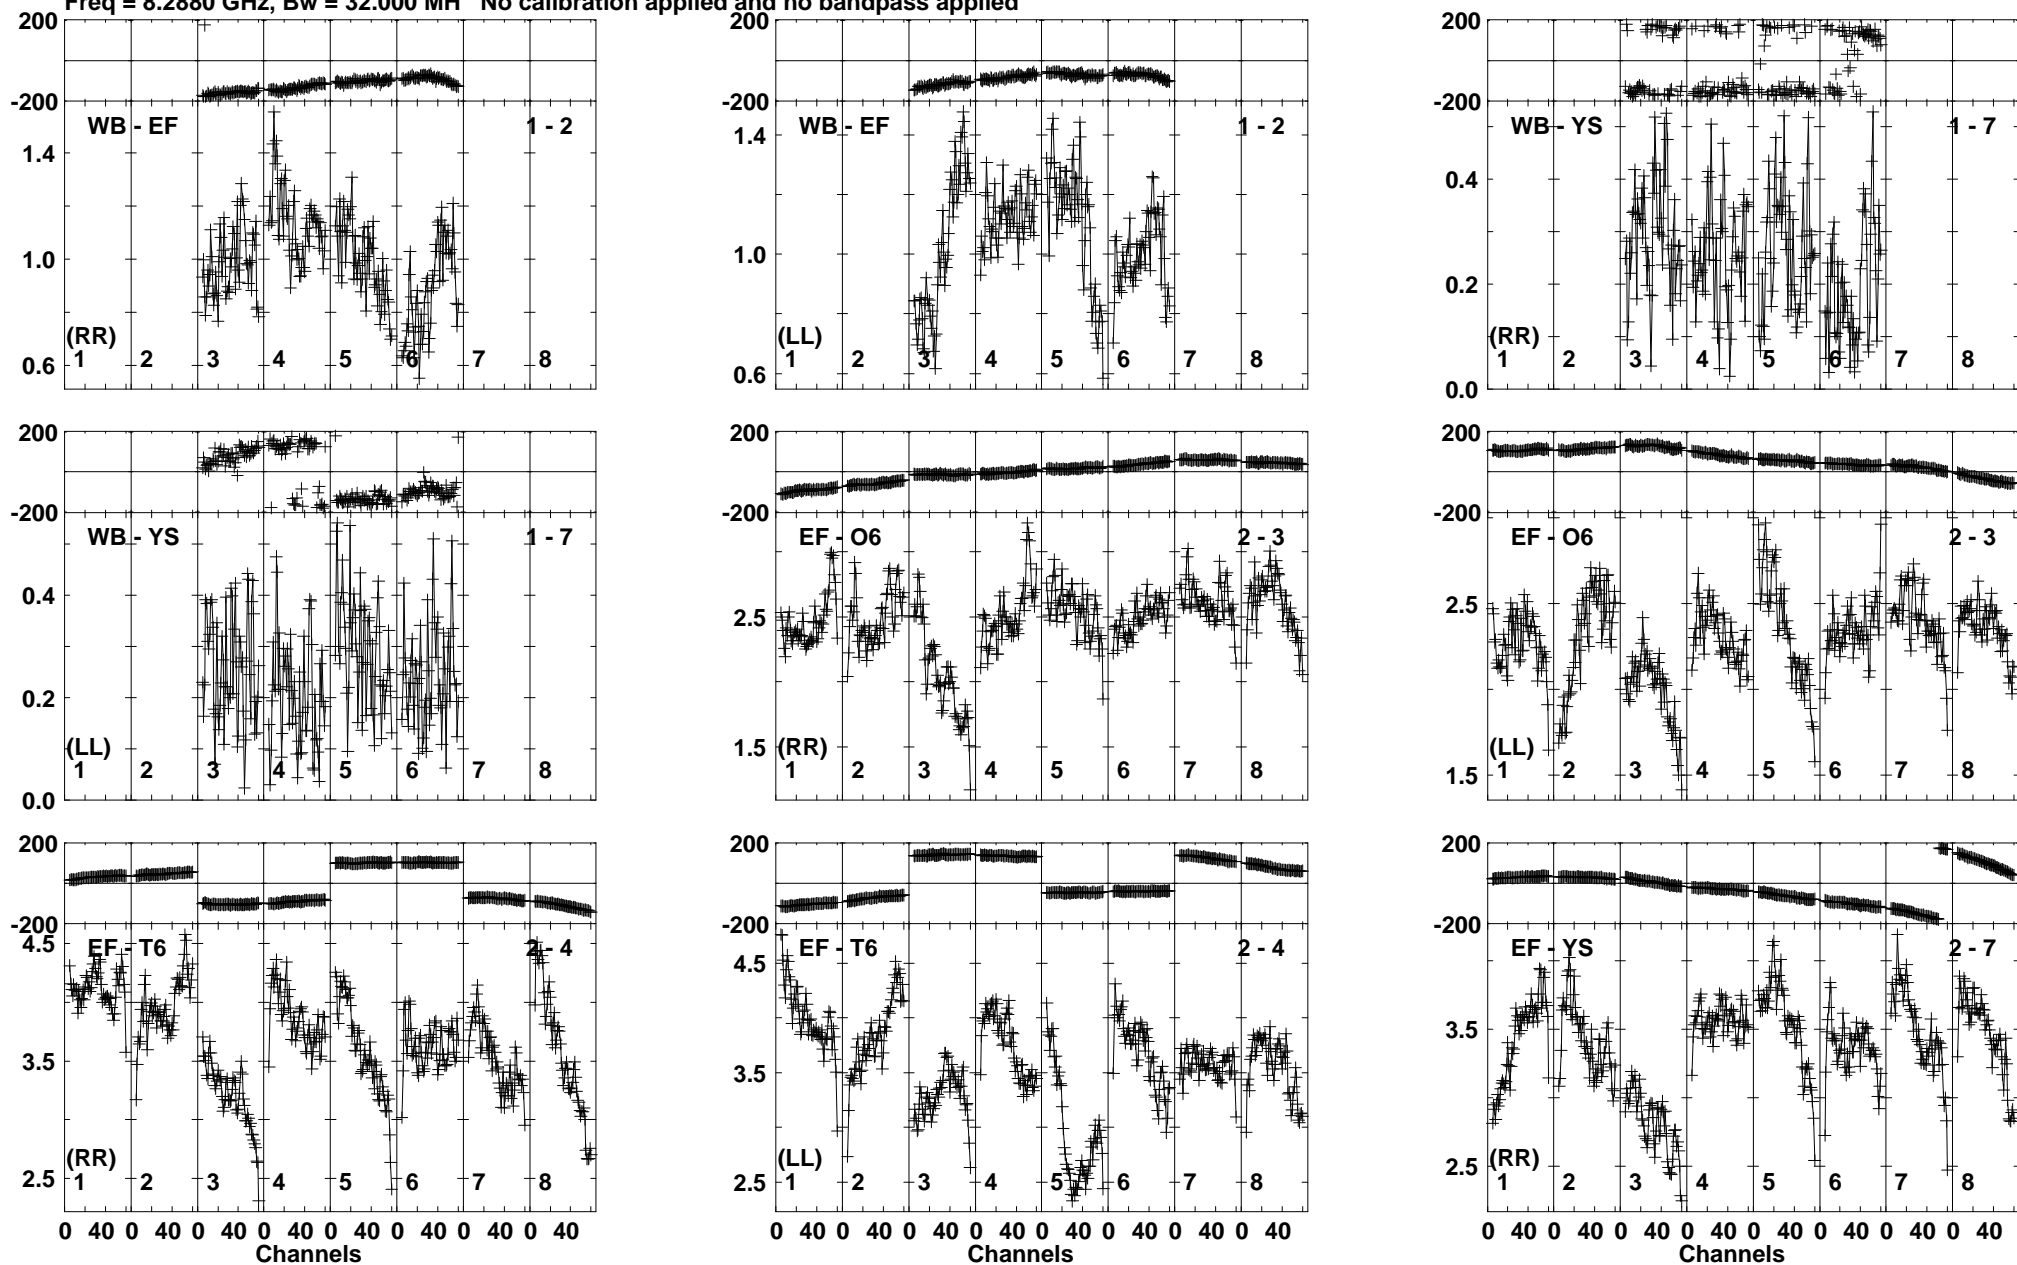 Freq = 8.2880 GHz, Bw = 32.000 MH No calibration applied and no bandpass applied
200 200 200
-200 -200 -200
WB - EF 1 - 2 WB - EF 1 - 2 WB - YS 1 - 7
1.4 1.4 0.4
1.0 1.0 0.2
(RR) (LL) (RR)
1 2 3 4 5 6 7 8 1 2 3 4 5 6 7 8 1 2 3 4 5 6 7 8
0.6 0.6 0.0
200 200 200
-200 -200 -200
WB - YS 1 - 7 EF - O6 2 - 3 EF - O6 2 - 3
0.4 2.5 2.5
0.2
(LL) (RR) (LL)
1 2 3 4 5 6 7 8 1 2 3 4 5 6 7 8 1 2 3 4 5 6 7 8
0.0 1.5 1.5
200 200 200
-200 -200 -200
EF - T6 2 - 4 EF - T6 2 - 4 EF - YS 2 - 7
4.5 4.5
3.5 3.5 3.5
(RR) (LL) (RR)
1 2 3 4 5 6 7 8 1 2 3 4 5 6 7 8 1 2 3 4 5 6 7 8
2.5 2.5 2.5
0 40 0 40 0 40 0 40 0 40 0 40 0 40 0 40 0 40 0 40 0 40 0 40 0 40 0 40 0 40 0 40 0 40 0 40 0 40 0 40 0 40 0 40 0 40 0 40
Channels Channels Channels